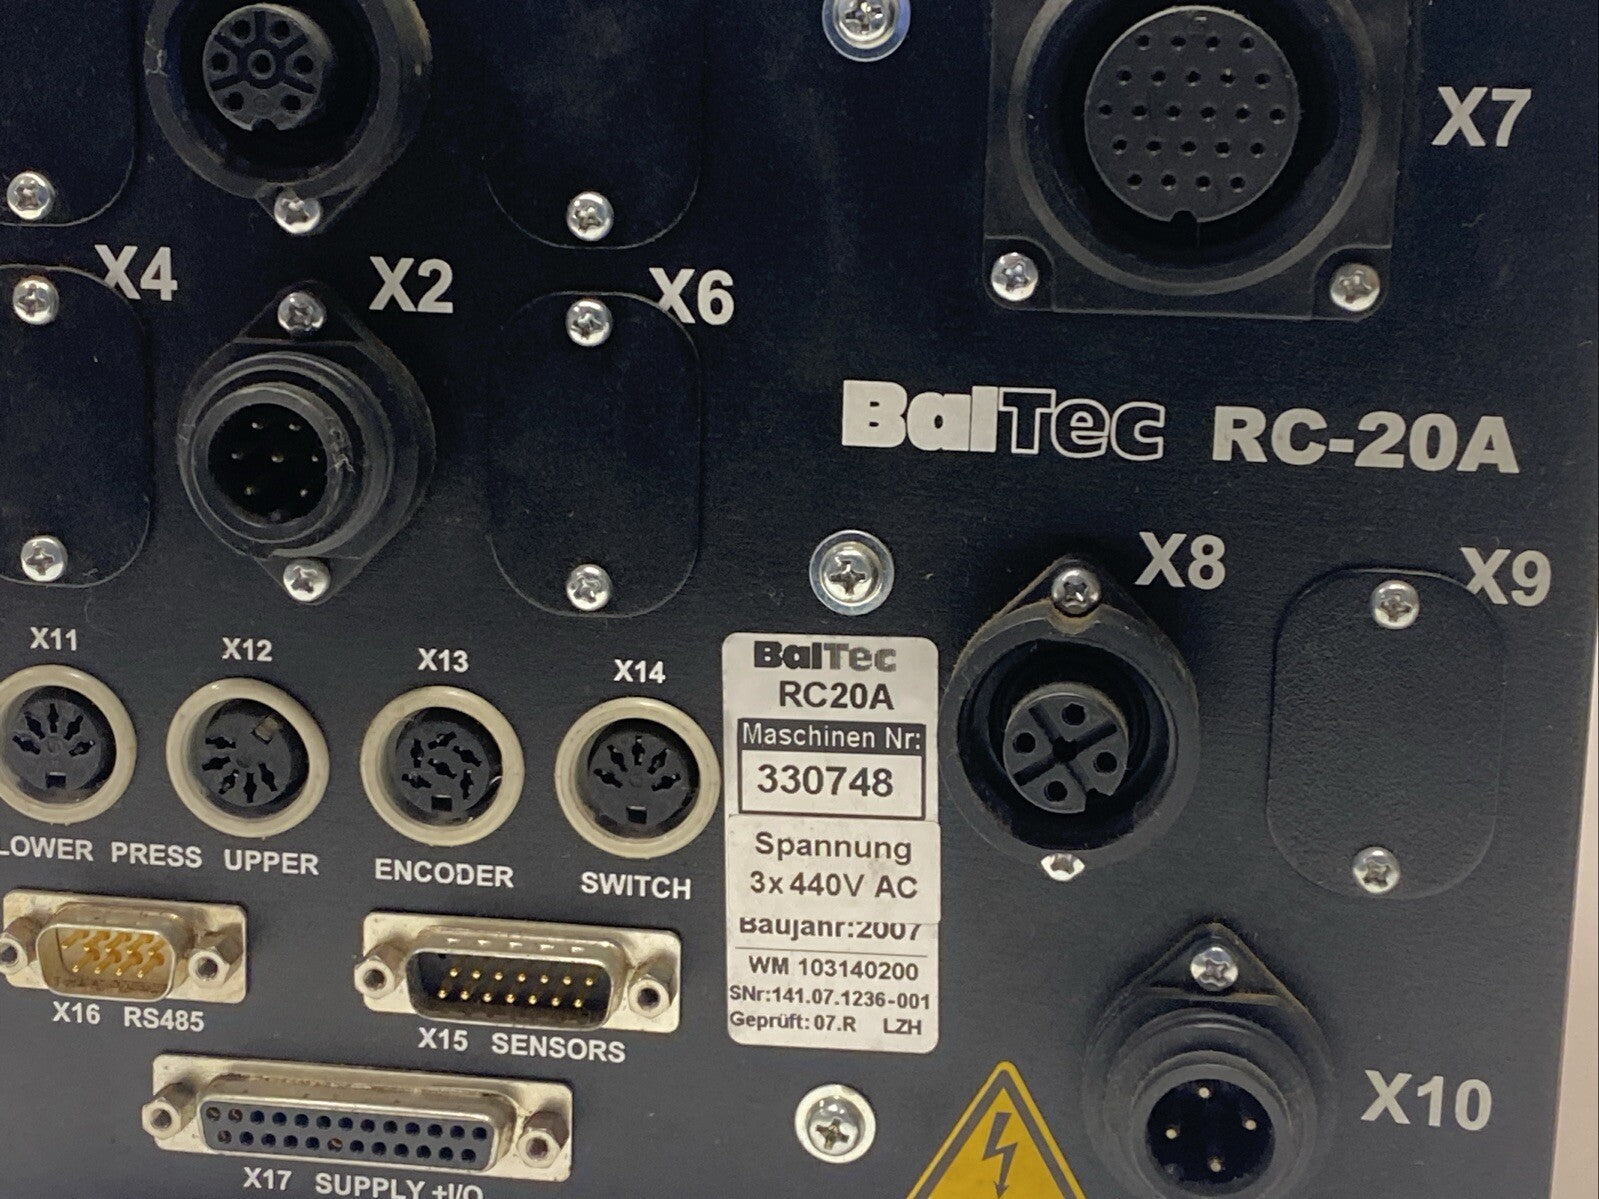 X7
X4
X2
X6
BalTec RC-20A
X8
X9
X11
X12
X13
X14
LOWER PRESS UPPER
ENCODER
SWITCH
BalTec
RC20A
Maschinen Nr:
330748
Spannung
3x440V AC
Baujahr:2007
WM 103140200
SNr:141.07.1236-001
Geprüft: 07.R LZH
X16 RS485
X15 SENSORS
X10
X17 SUPPLY +I/O